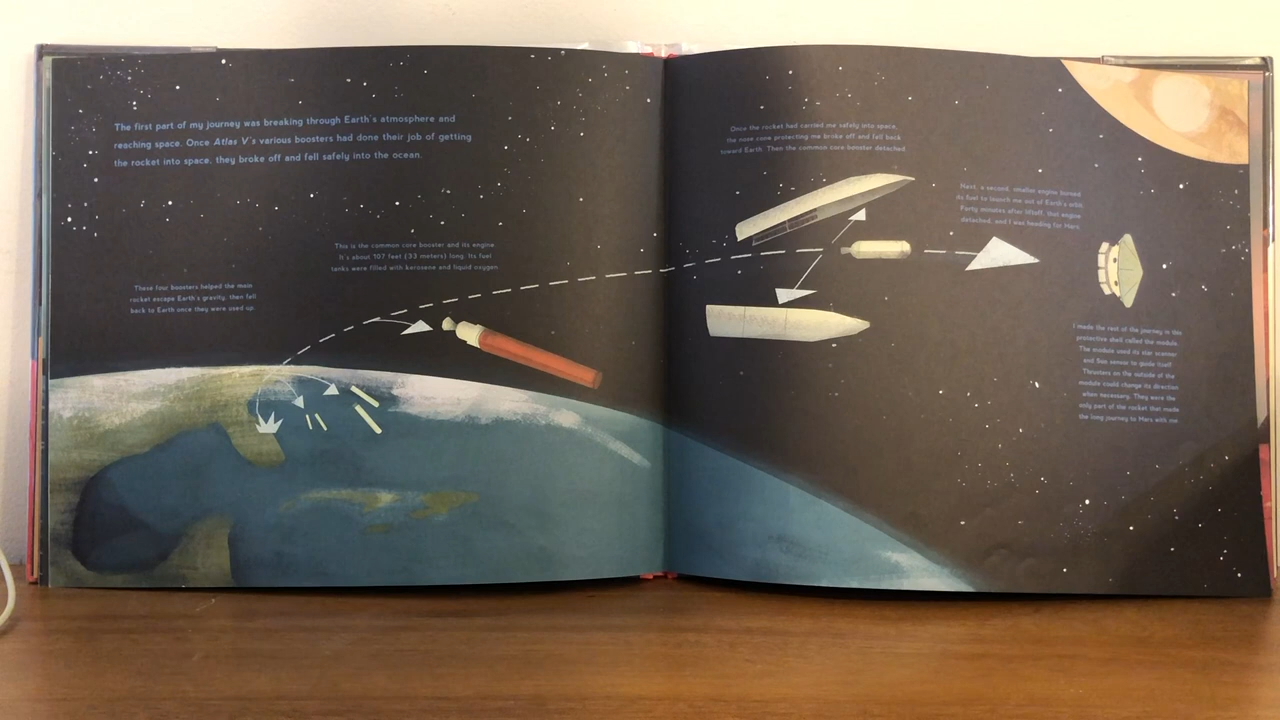 The first part of my journey was breaking through Earth's atmosphere and
reaching space. Once Atlas V's various boosters had done their job of getting
the rocket into space, they broke off and fell safely into the ocean.
This is the common core booster and its engine.
It's about 107 feet (33 meters) long. Its fuel
tanks were filled with kerosene and liquid oxygen.
These four boosters helped the main
rocket escape Earth's gravity, then fell
back to Earth once they were used up.
Once the rocket had carried me safely into space,
the nose cone protecting me broke off and fell back
toward Earth. Then the common core booster detached.
Next, a second, smaller engine burned
its fuel to launch me out of Earth's orbit.
Forty minutes after liftoff, that engine
detached, and I was heading for Mars.
I made the rest of the journey in this
protective shell called the module.
The module used its star scanner
and Sun sensor to guide itself.
Thrusters on the outside of the
module could change its direction
when necessary. They were the
only part of the rocket that made
the long journey to Mars with me.